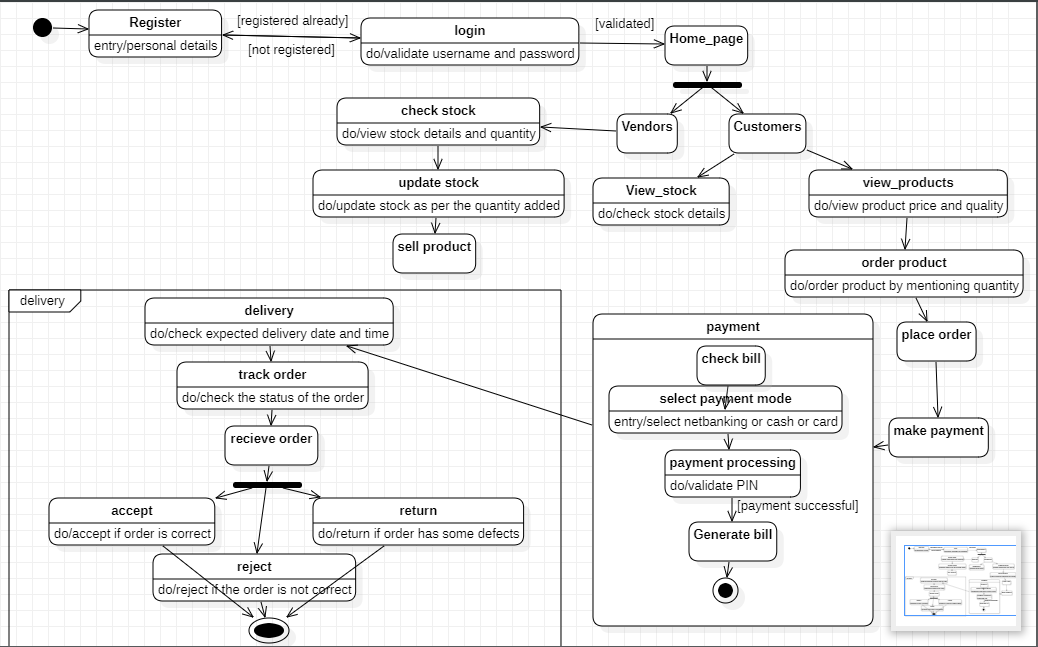 Register
entry/personal details
[registered already]
[not registered]
login
do/validate username and password
[validated]
Home_page
check stock
do/view stock details and quantity
Vendors
Customers
update stock
do/update stock as per the quantity added
View_stock
do/check stock details
view_products
do/view product price and quality
sell product
order product
do/order product by mentioning quantity
delivery
delivery
do/check expected delivery date and time
payment
place order
check bill
track order
do/check the status of the order
select payment mode
entry/select netbanking or cash or card
recieve order
make payment
payment processing
do/validate PIN
[payment successful]
accept
do/accept if order is correct
return
do/return if order has some defects
Generate bill
reject
do/reject if the order is not correct